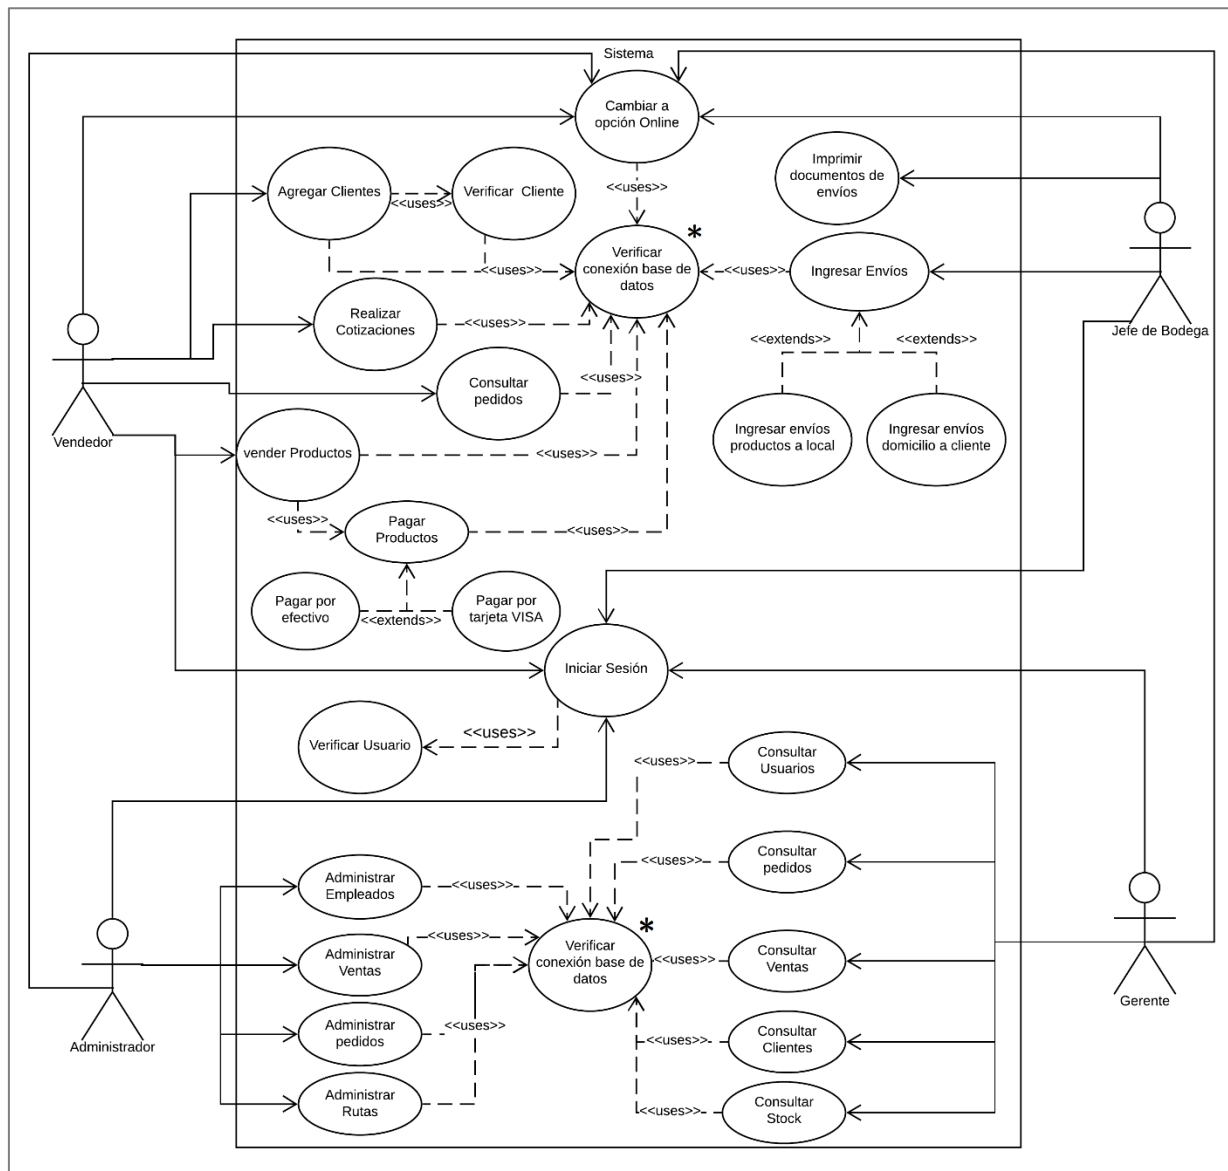 Sistema
Cambiar a
opción Online
<<uses>>
Agregar Clientes
<<uses>>
Verificar Cliente
Imprimir
documentos de
envíos
*
Verificar
conexión base de
datos
<<uses>>
<<uses>>
Ingresar Envíos
Jefe de Bodega
Realizar
Cotizaciones
<<uses>>
<<extends>>
<<extends>>
Consultar
pedidos
<<uses>>
Vendedor
vender Productos
<<uses>>
Ingresar envíos
productos a local
Ingresar envíos
domicilio a cliente
<<uses>>
Pagar
Productos
<<uses>>
Pagar por
efectivo
<<extends>>
Pagar por
tarjeta VISA
Iniciar Sesión
Verificar Usuario
<<uses>>
<<uses>>
Consultar
Usuarios
<<uses>>
Consultar
pedidos
Administrar
Empleados
<<uses>>
*
Verificar
conexión base de
datos
Administrar
Ventas
<<uses>>
<<uses>>
Consultar
Ventas
Gerente
Administrador
Administrar
pedidos
<<uses>>
<<uses>>
Consultar
Clientes
Administrar
Rutas
<<uses>>
Consultar
Stock